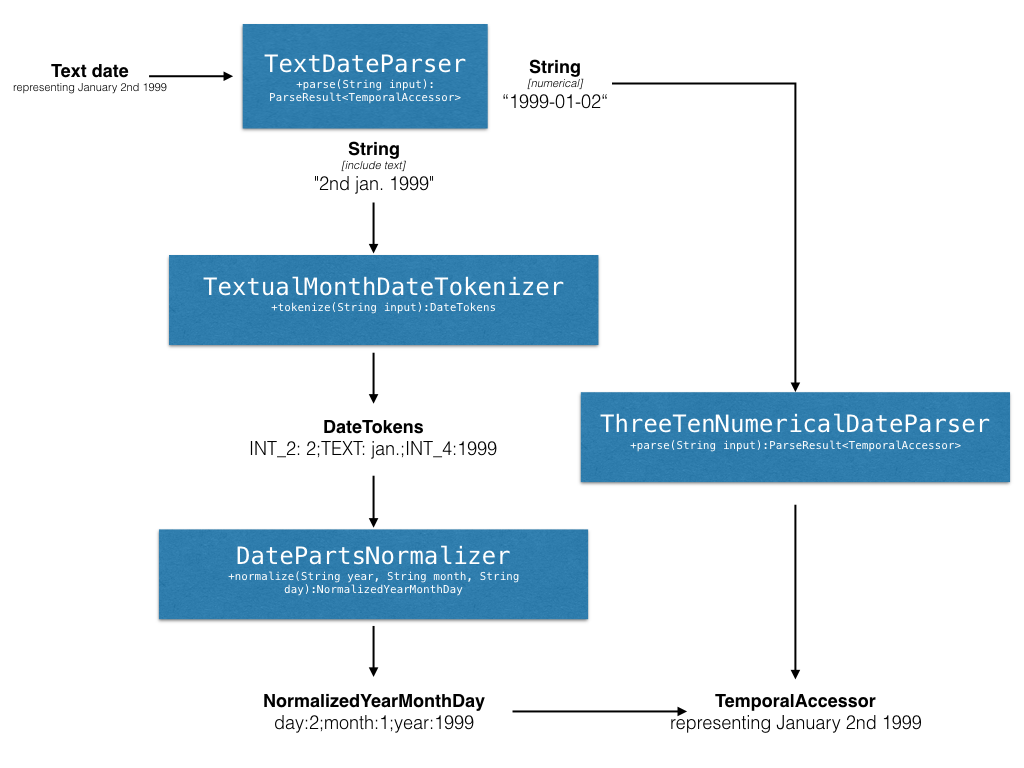 Text date
representing January 2nd 1999
TextDateParser
+parse(String input):
ParseResult<TemporalAccessor>
String
[numerical]
“1999-01-02“
String
[include text]
"2nd jan. 1999"
TextualMonthDateTokenizer
+tokenize(String input):DateTokens
DateTokens
INT_2: 2;TEXT: jan.;INT_4:1999
ThreeTenNumericalDateParser
+parse(String input):ParseResult<TemporalAccessor>
DatePartsNormalizer
+normalize(String year, String month, String
day):NormalizedYearMonthDay
NormalizedYearMonthDay
day:2;month:1;year:1999
TemporalAccessor
representing January 2nd 1999